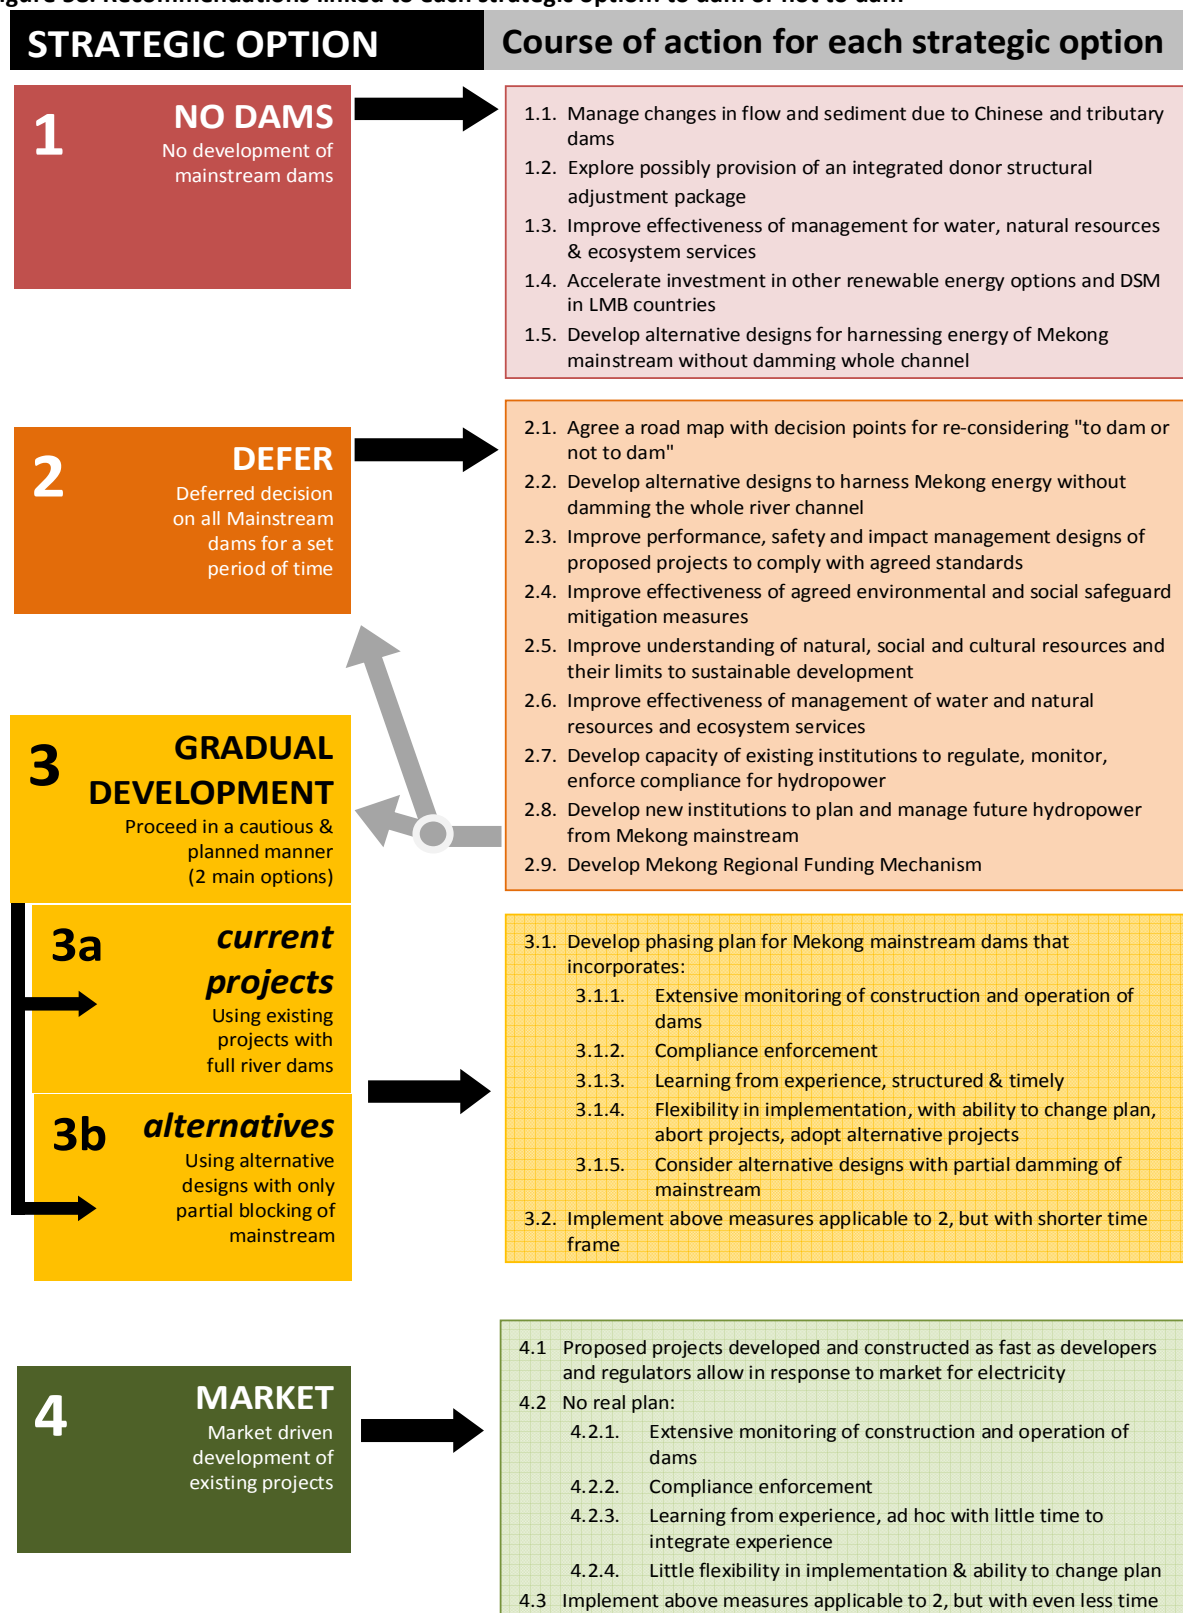 Figure 58: Recommendations linked to each strategic option: to dam or not to dam
STRATEGIC OPTION
Course of action for each strategic option
1
NO DAMS
No development of
mainstream dams
1.1. Manage changes in flow and sediment due to Chinese and tributary
dams
1.2. Explore possibly provision of an integrated donor structural
adjustment package
1.3. Improve effectiveness of management for water, natural resources
& ecosystem services
1.4. Accelerate investment in other renewable energy options and DSM
in LMB countries
1.5. Develop alternative designs for harnessing energy of Mekong
mainstream without damming whole channel
2
DEFER
Deferred decision
on all Mainstream
dams for a set
period of time
2.1. Agree a road map with decision points for re-considering "to dam or
not to dam"
2.2. Develop alternative designs to harness Mekong energy without
damming the whole river channel
2.3. Improve performance, safety and impact management designs of
proposed projects to comply with agreed standards
2.4. Improve effectiveness of agreed environmental and social safeguard
mitigation measures
2.5. Improve understanding of natural, social and cultural resources and
their limits to sustainable development
2.6. Improve effectiveness of management of water and natural
resources and ecosystem services
2.7. Develop capacity of existing institutions to regulate, monitor,
enforce compliance for hydropower
2.8. Develop new institutions to plan and manage future hydropower
from Mekong mainstream
2.9. Develop Mekong Regional Funding Mechanism
3
GRADUAL
DEVELOPMENT
Proceed in a cautious &
planned manner
(2 main options)
3a
current
projects
Using existing
projects with
full river dams
3b
alternatives
Using alternative
designs with only
partial blocking of
mainstream
3.1. Develop phasing plan for Mekong mainstream dams that
incorporates:
3.1.1. Extensive monitoring of construction and operation of
dams
3.1.2. Compliance enforcement
3.1.3. Learning from experience, structured & timely
3.1.4. Flexibility in implementation, with ability to change plan,
abort projects, adopt alternative projects
3.1.5. Consider alternative designs with partial damming of
mainstream
3.2. Implement above measures applicable to 2, but with shorter time
frame
4
MARKET
Market driven
development of
existing projects
4.1 Proposed projects developed and constructed as fast as developers
and regulators allow in response to market for electricity
4.2 No real plan:
4.2.1. Extensive monitoring of construction and operation of
dams
4.2.2. Compliance enforcement
4.2.3. Learning from experience, ad hoc with little time to
integrate experience
4.2.4. Little flexibility in implementation & ability to change plan
4.3 Implement above measures applicable to 2, but with even less time